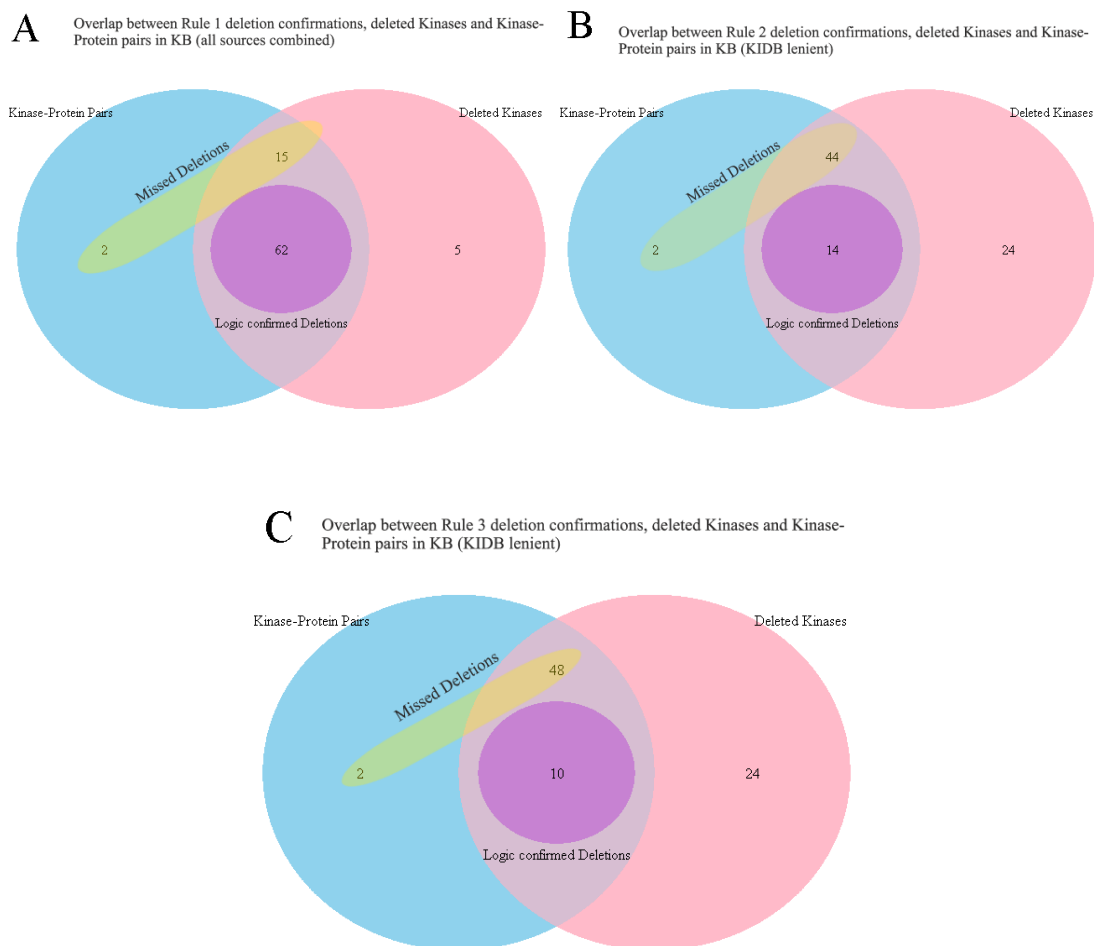 A
Overlap between Rule 1 deletion confirmations, deleted Kinases and Kinase-
Protein pairs in KB (all sources combined)
Kinase-Protein Pairs
Deleted Kinases
Missed Deletions
15
2
62
5
Logic confirmed Deletions
B
Overlap between Rule 2 deletion confirmations, deleted Kinases and Kinase-
Protein pairs in KB (KIDB lenient)
Kinase-Protein Pairs
Deleted Kinases
Missed Deletions
44
2
14
24
Logic confirmed Deletions
C
Overlap between Rule 3 deletion confirmations, deleted Kinases and Kinase-
Protein pairs in KB (KIDB lenient)
Kinase-Protein Pairs
Deleted Kinases
Missed Deletions
48
2
10
24
Logic confirmed Deletions